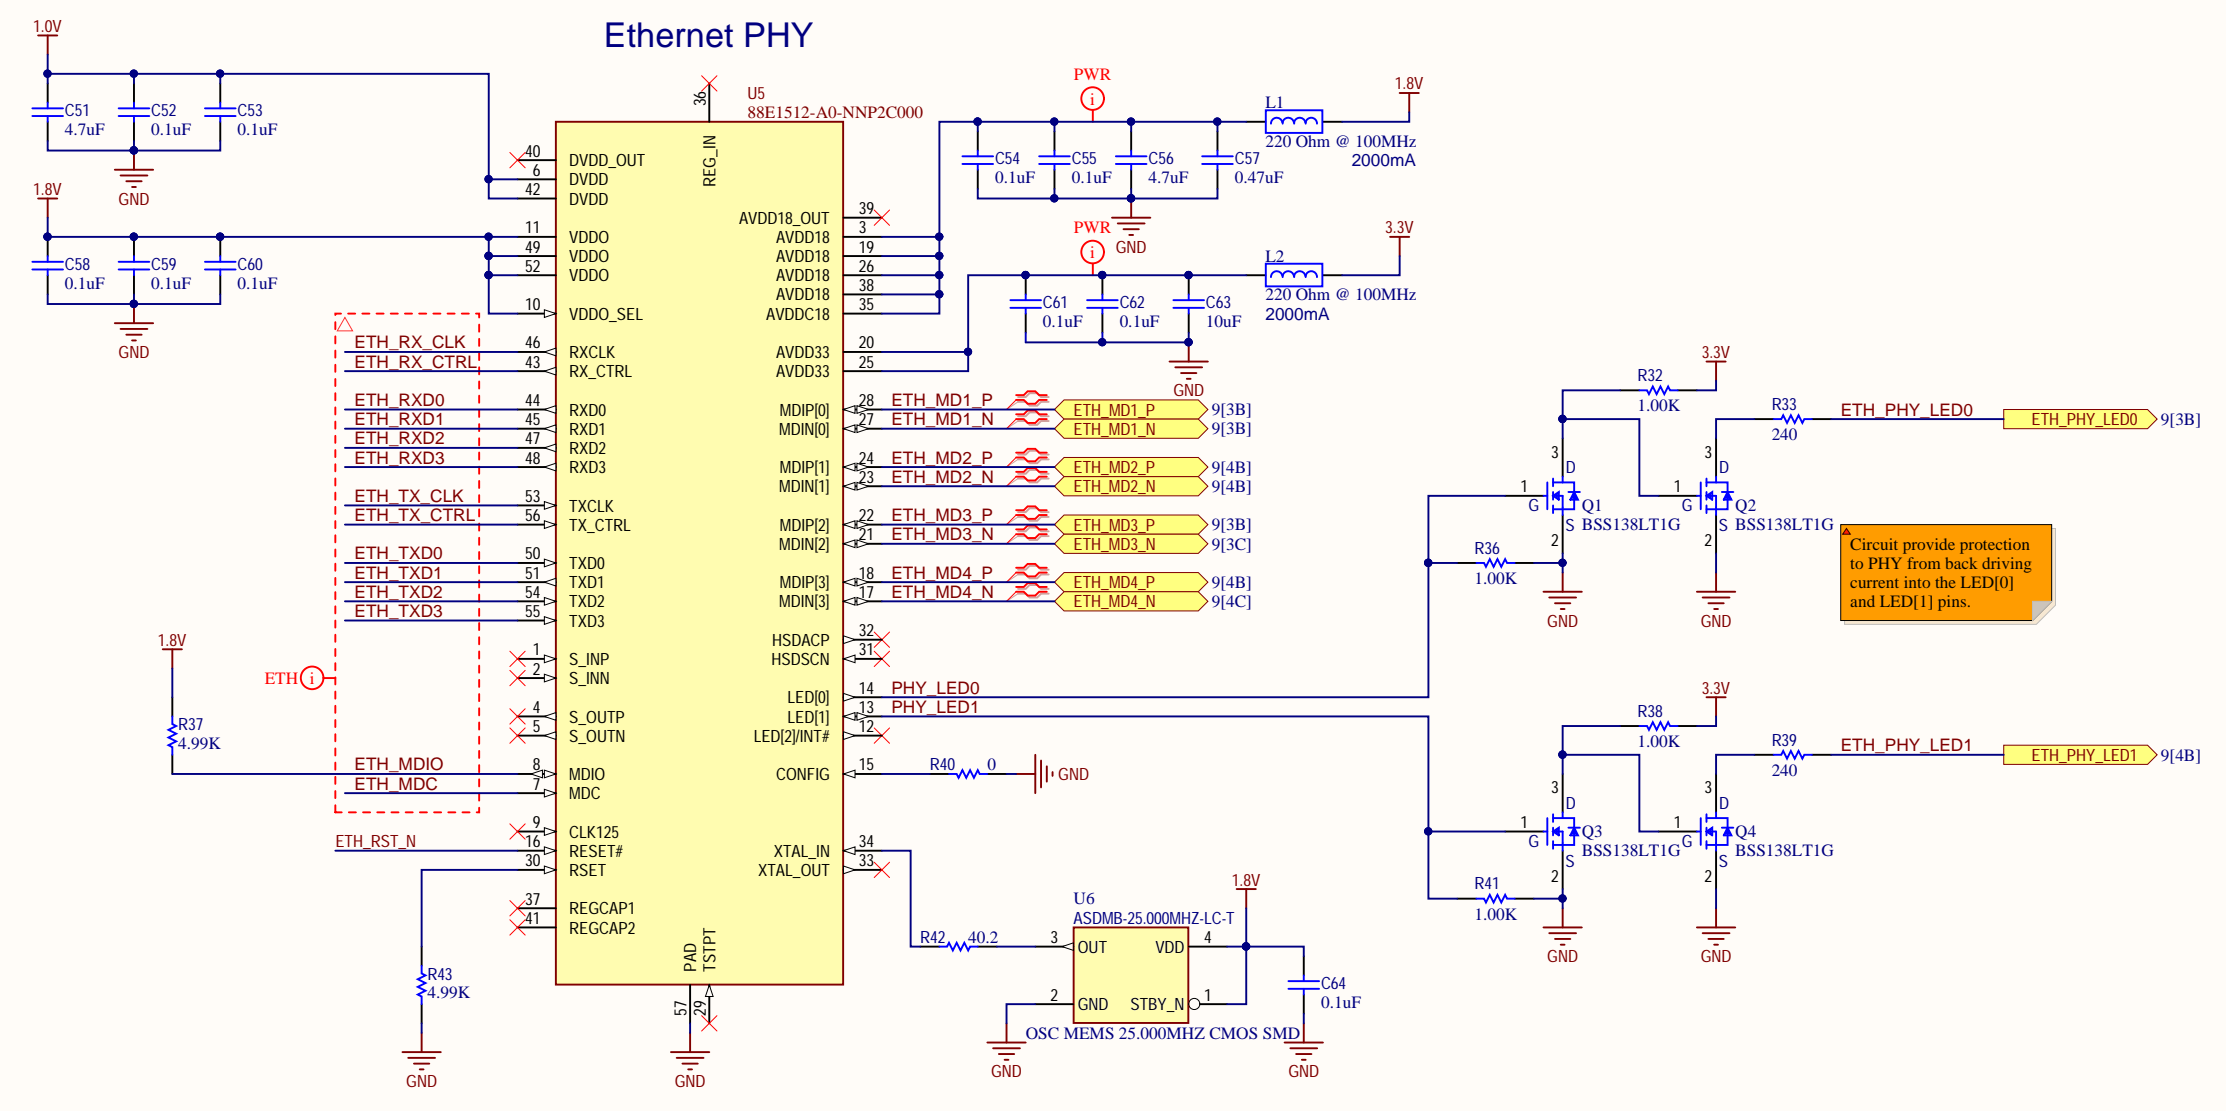 Ethernet PHY
1.0V
C51
4.7uF
C52
0.1uF
C53
0.1uF
GND
1.8V
C58
0.1uF
C59
0.1uF
C60
0.1uF
GND
U5
88E1512-A0-NNP2C000
36
REG_IN
40 DVDD_OUT
6 DVDD
42 DVDD
11 VDDO
49 VDDO
52 VDDO
10 VDDO_SEL
ETH_RX_CLK 46 RXCLK
ETH_RX_CTRL 43 RX_CTRL
ETH_RXD0 44 RXD0
ETH_RXD1 45 RXD1
ETH_RXD2 47 RXD2
ETH_RXD3 48 RXD3
ETH_TX_CLK 53 TXCLK
ETH_TX_CTRL 56 TX_CTRL
ETH_TXD0 50 TXD0
ETH_TXD1 51 TXD1
ETH_TXD2 54 TXD2
ETH_TXD3 55 TXD3
1 S_INP
2 S_INN
4 S_OUTP
5 S_OUTN
ETH i
1.8V
R37
4.99K
ETH_MDIO 8 MDIO
ETH_MDC 7 MDC
9 CLK125
ETH_RST_N 16 RESET#
30 RSET
37 REGCAP1
41 REGCAP2
R43
4.99K
GND
PAD
57
TSTPT
29
GND
AVDD18_OUT 39
AVDD18 3
AVDD18 19
AVDD18 26
AVDD18 38
AVDDC18 35
AVDD33 20
AVDD33 25
MDIP[0] 28 ETH_MD1_P ETH_MD1_P 9[3B]
MDIN[0] 27 ETH_MD1_N ETH_MD1_N 9[3B]
MDIP[1] 24 ETH_MD2_P ETH_MD2_P 9[4B]
MDIN[1] 23 ETH_MD2_N ETH_MD2_N 9[4B]
MDIP[2] 22 ETH_MD3_P ETH_MD3_P 9[3B]
MDIN[2] 21 ETH_MD3_N ETH_MD3_N 9[3C]
MDIP[3] 18 ETH_MD4_P ETH_MD4_P 9[4B]
MDIN[3] 17 ETH_MD4_N ETH_MD4_N 9[4C]
HSDACP 32
HSDSCN 31
LED[0] 14 PHY_LED0
LED[1] 13 PHY_LED1
LED[2]/INT# 12
CONFIG 15 R40 0 GND
XTAL_IN 34
XTAL_OUT 33
PWR
i
L1
220 Ohm @ 100MHz
2000mA
1.8V
C54
0.1uF
C55
0.1uF
C56
4.7uF
C57
0.47uF
GND
PWR
i
L2
220 Ohm @ 100MHz
2000mA
3.3V
C61
0.1uF
C62
0.1uF
C63
10uF
GND
R42 40.2
U6
ASDMB-25.000MHZ-LC-T
3 OUT
VDD 4
2 GND
STBY_N 1
OSC MEMS 25.000MHZ CMOS SMD
1.8V
C64
0.1uF
GND
GND
3.3V
R32
1.00K
R33
240
ETH_PHY_LED0 ETH_PHY_LED0 9[3B]
3
D
1
G
Q1
S BSS138LT1G
2
3
D
1
G
Q2
S BSS138LT1G
2
R36
1.00K
GND
GND
Circuit provide protection
to PHY from back driving
current into the LED[0]
and LED[1] pins.
3.3V
R38
1.00K
R39
240
ETH_PHY_LED1 ETH_PHY_LED1 9[4B]
3
D
1
G
Q3
BSS138LT1G
S
2
3
D
1
G
Q4
BSS138LT1G
S
2
R41
1.00K
GND
GND